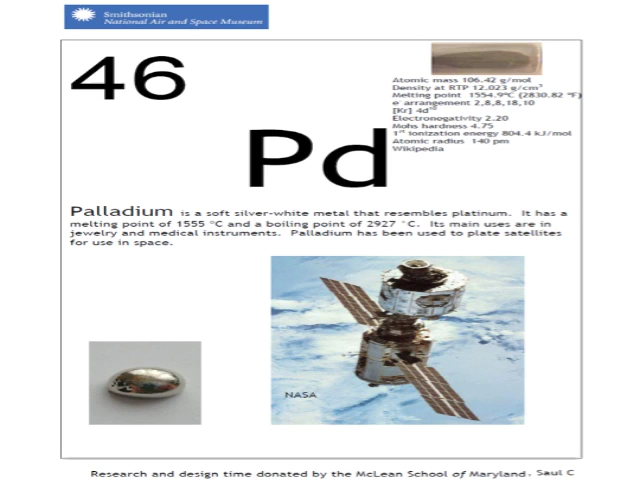 Smithsonian
National Air and Space Museum
46
Pd
Atomic mass 106.42 g/mol
Density at RTP 12.023 g/cm³
Melting point 1554.9°C (2830.82 °F)
e⁻ arrangement 2,8,8,18,10
[Kr] 4d¹⁰
Electronegativity 2.20
Mohs hardness 4.75
1ˢᵗ ionization energy 804.4 kJ/mol
Atomic radius 140 pm
Wikipedia
Palladium is a soft silver-white metal that resembles platinum. It has a
melting point of 1555 °C and a boiling point of 2927 °C. Its main uses are in
jewelry and medical instruments. Palladium has been used to plate satellites
for use in space.
NASA
Research and design time donated by the McLean School of Maryland. Saul C